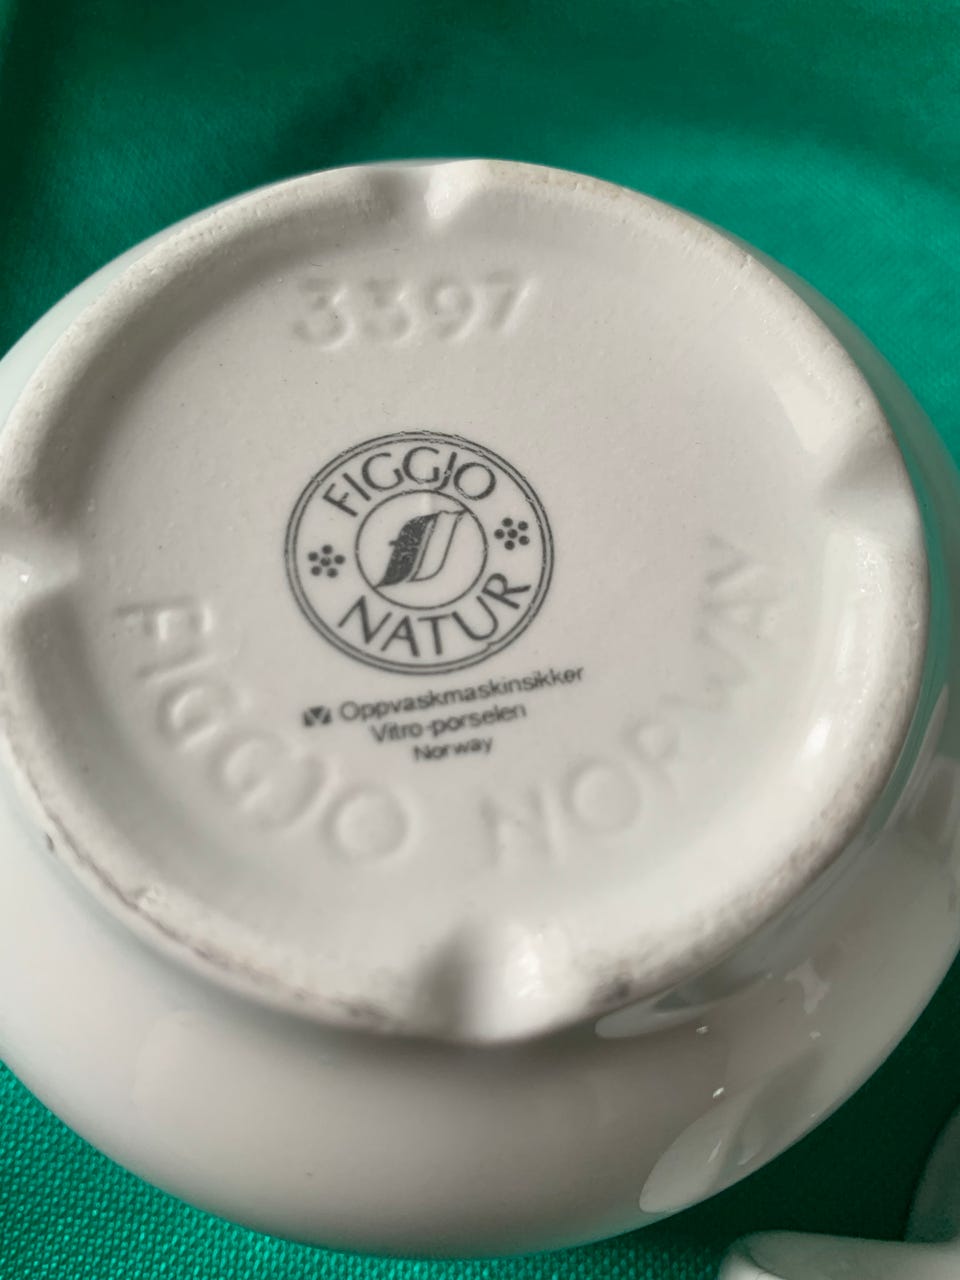 3397
FIGGJO
NATUR
Oppvaskmaskinsikker
Vitro-porselen
Norway
FIGGJO NORWAY